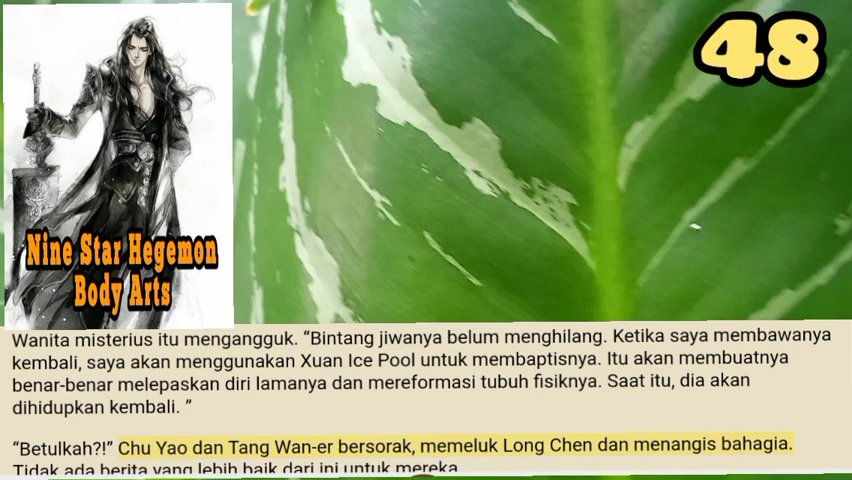 48
Nine Star Hegemon
Body Arts
Wanita misterius itu mengangguk. “Bintang jiwanya belum menghilang. Ketika saya membawanya
kembali, saya akan menggunakan Xuan Ice Pool untuk membaptisnya. Itu akan membuatnya
benar-benar melepaskan diri lamanya dan mereformasi tubuh fisiknya. Saat itu, dia akan
dihidupkan kembali. ”
“Betulkah?!” Chu Yao dan Tang Wan-er bersorak, memeluk Long Chen dan menangis bahagia.
Tidak ada berita yang lebih baik dari ini untuk mereka